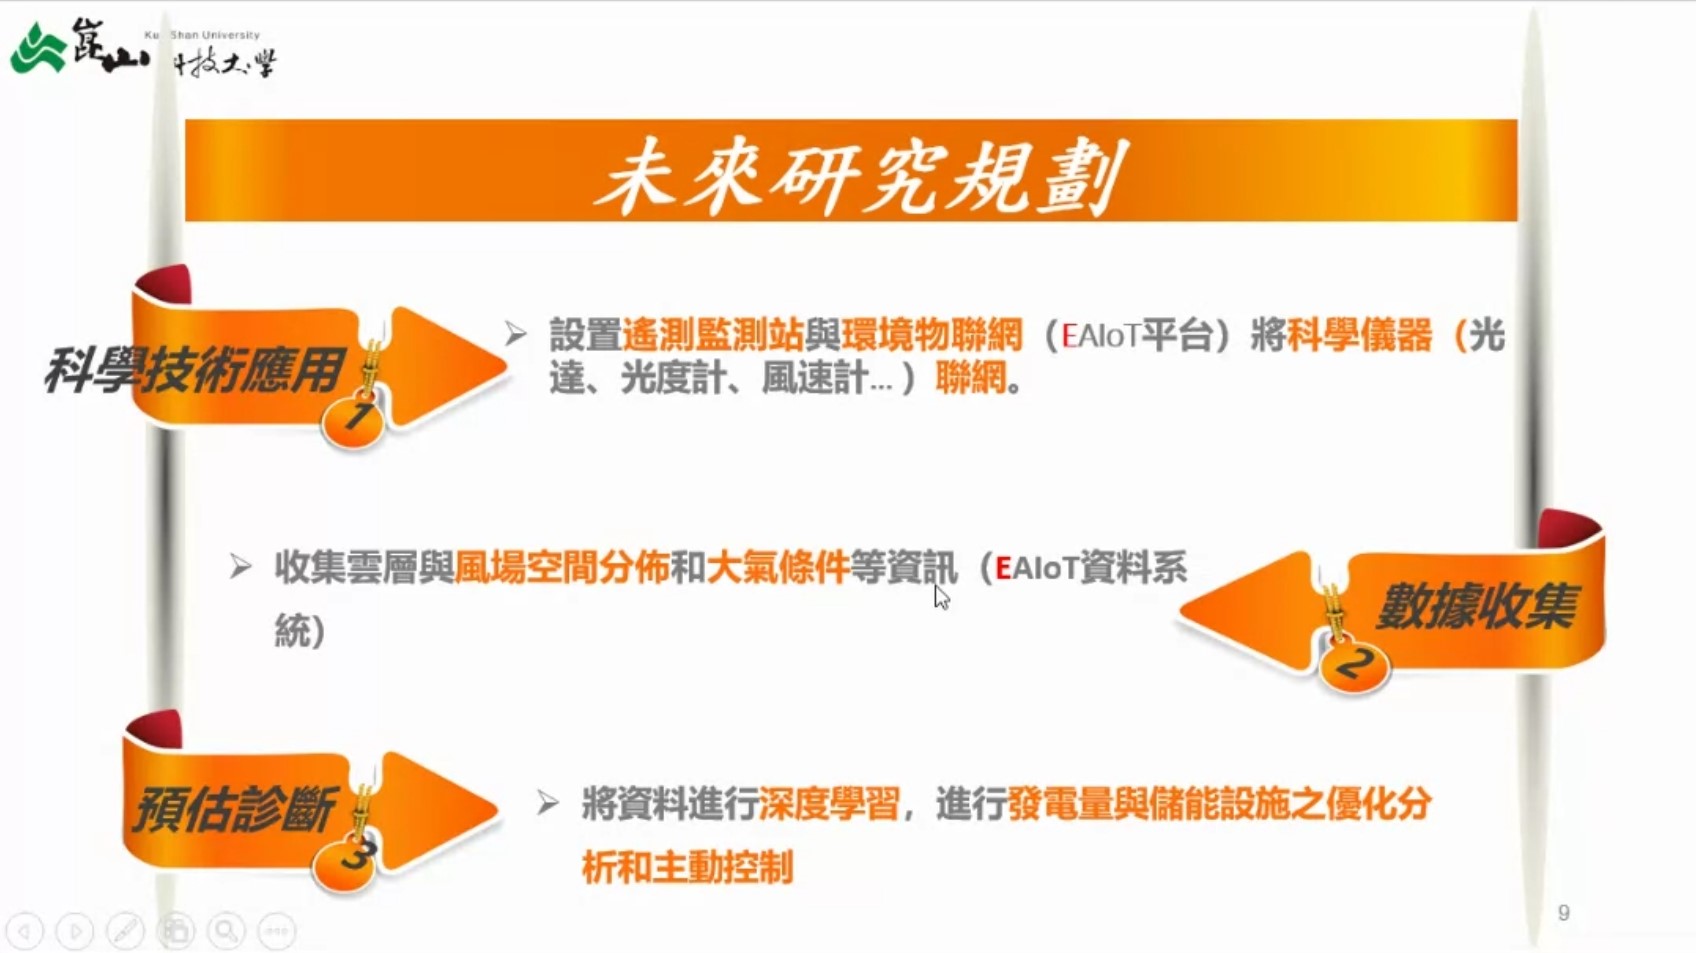 Kun Shan University
崑山科技大學
未來研究規劃
科學技術應用
1
➢ 設置遙測監測站與環境物聯網（EAIoT平台）將科學儀器（光
達、光度計、風速計...）聯網。
➢ 收集雲層與風場空間分佈和大氣條件等資訊（EAIoT資料系
統）
數據收集
2
預估診斷
3
➢ 將資料進行深度學習，進行發電量與儲能設施之優化分
析和主動控制
9